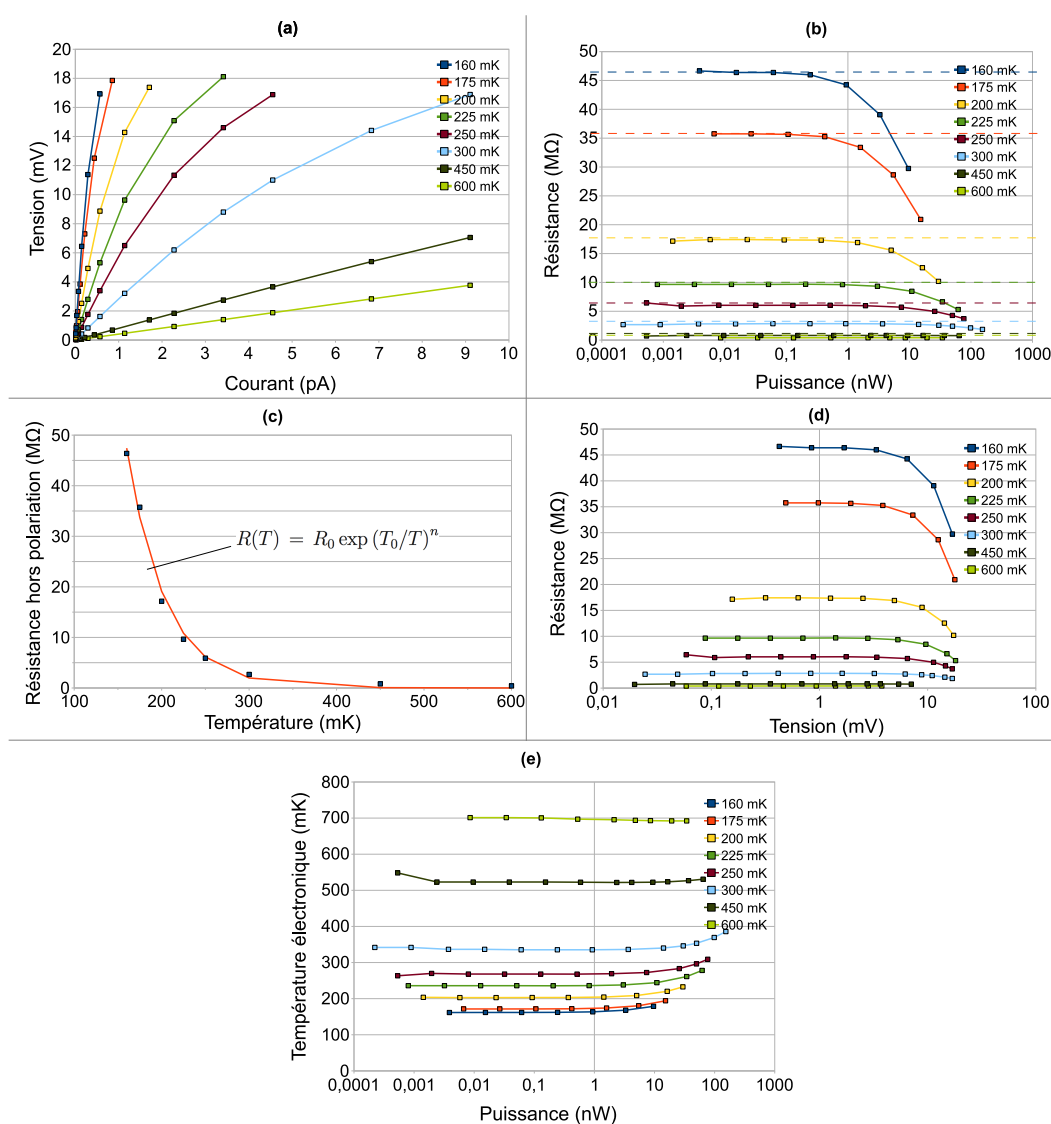 (a)
Tension (mV)
20
18
16
14
12
10
8
6
4
2
0
0 1 2 3 4 5 6 7 8 9 10
Courant (pA)
160 mK
175 mK
200 mK
225 mK
250 mK
300 mK
450 mK
600 mK
(b)
Résistance (MΩ)
50
45
40
35
30
25
20
15
10
5
0
0,0001 0,001 0,01 0,1 1 10 100 1000
Puissance (nW)
160 mK
175 mK
200 mK
225 mK
250 mK
300 mK
450 mK
600 mK
(c)
Résistance hors polariation (MΩ)
50
40
30
20
10
0
100 200 300 400 500 600
Température (mK)
R(T) = R₀ exp (T₀/T)ⁿ
(d)
Résistance (MΩ)
50
45
40
35
30
25
20
15
10
5
0
0,01 0,1 1 10 100
Tension (mV)
160 mK
175 mK
200 mK
225 mK
250 mK
300 mK
450 mK
600 mK
(e)
Température électronique (mK)
800
700
600
500
400
300
200
100
0
0,0001 0,001 0,01 0,1 1 10 100 1000
Puissance (nW)
160 mK
175 mK
200 mK
225 mK
250 mK
300 mK
450 mK
600 mK